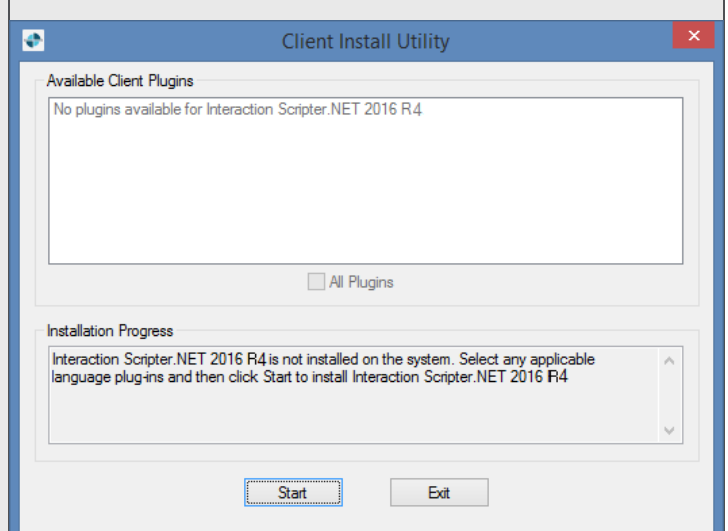 Client Install Utility
Available Client Plugins
No plugins available for Interaction Scripter.NET 2016 R4
All Plugins
Installation Progress
Interaction Scripter.NET 2016 R4 is not installed on the system. Select any applicable
language plug-ins and then click Start to install Interaction Scripter.NET 2016 R4
Start
Exit